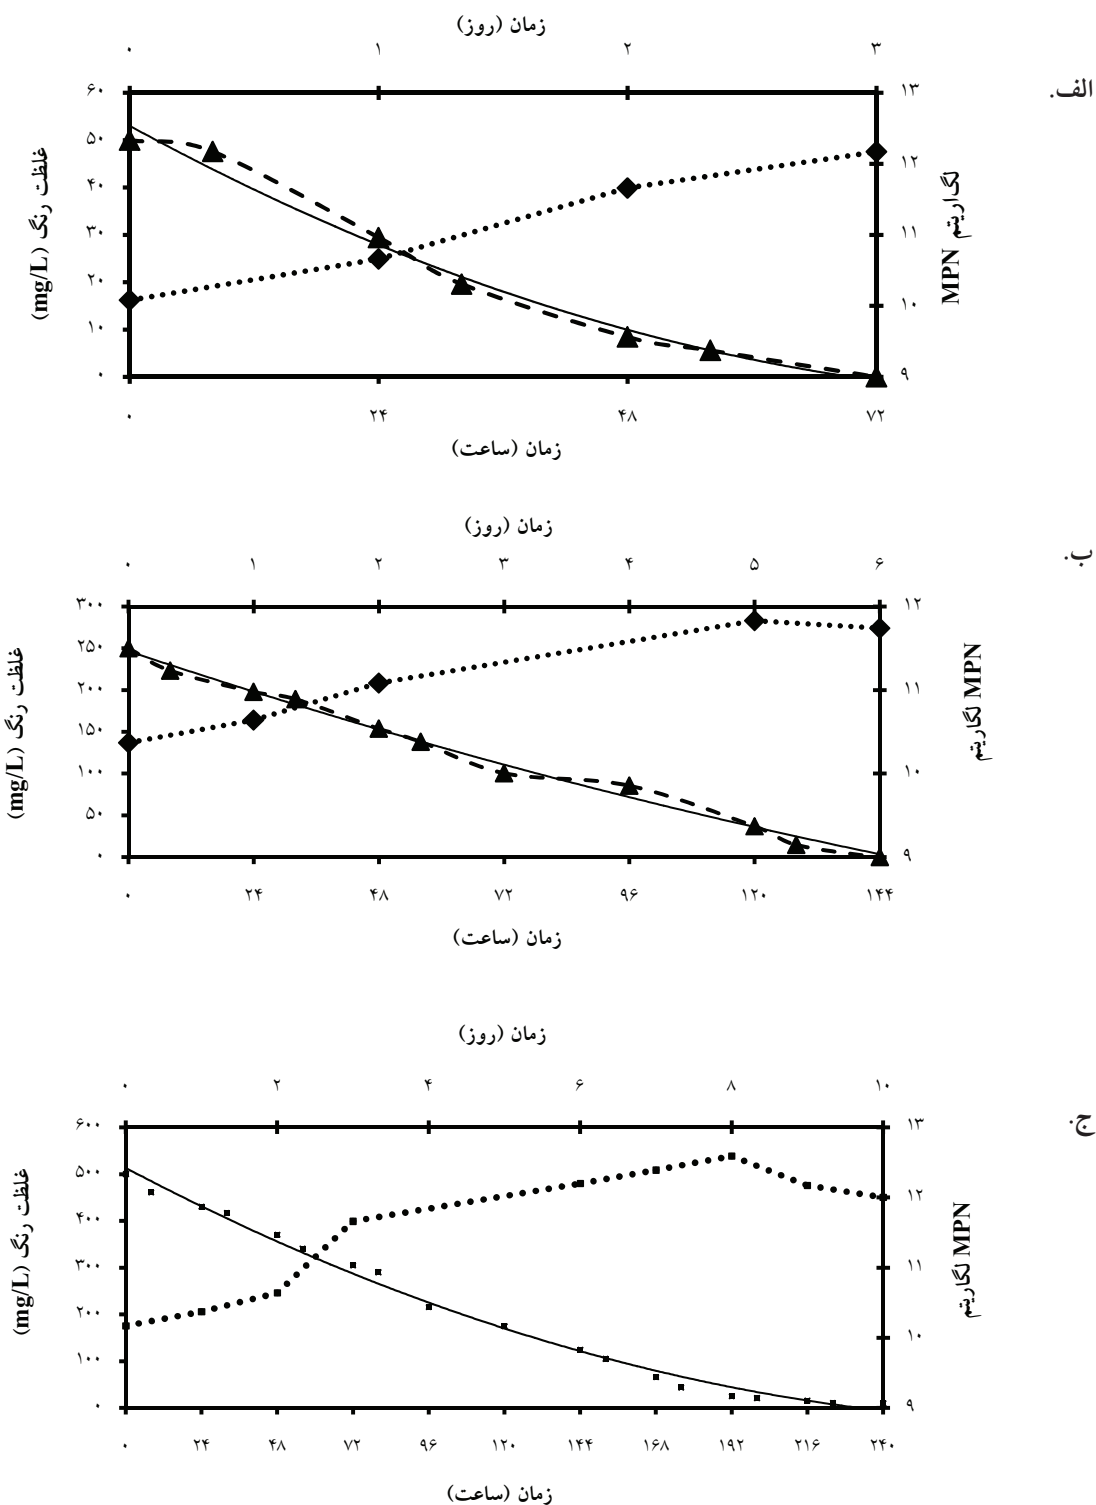 زمان (روز)
۰ ۱ ۲ ۳
الف.
۶۰
۵۰
۴۰
۳۰
۲۰
۱۰
۰
غلظت رنگ (mg/L)
۱۳
۱۲
۱۱
۱۰
۹
لگاریتم MPN
۰ ۲۴ ۴۸ ۷۲
زمان (ساعت)
زمان (روز)
۰ ۱ ۲ ۳ ۴ ۵ ۶
ب.
۳۰۰
۲۵۰
۲۰۰
۱۵۰
۱۰۰
۵۰
۰
غلظت رنگ (mg/L)
۱۲
۱۱
۱۰
۹
لگاریتم MPN
۰ ۲۴ ۴۸ ۷۲ ۹۶ ۱۲۰ ۱۴۴
زمان (ساعت)
زمان (روز)
۰ ۲ ۴ ۶ ۸ ۱۰
ج.
۶۰۰
۵۰۰
۴۰۰
۳۰۰
۲۰۰
۱۰۰
۰
غلظت رنگ (mg/L)
۱۳
۱۲
۱۱
۱۰
۹
لگاریتم MPN
۰ ۲۴ ۴۸ ۷۲ ۹۶ ۱۲۰ ۱۴۴ ۱۶۸ ۱۹۲ ۲۱۶ ۲۴۰
زمان (ساعت)